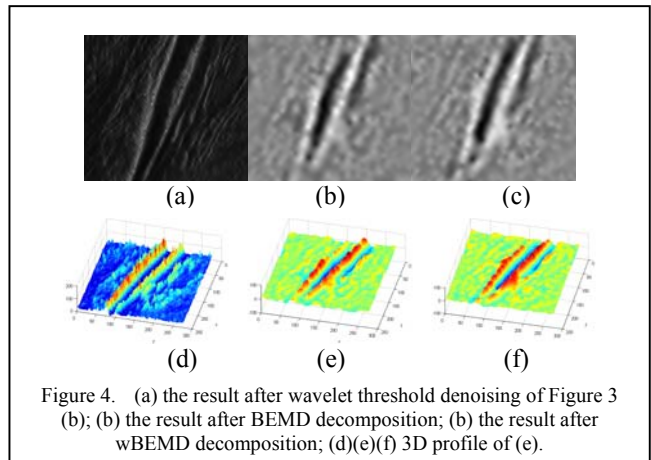 (a) (b) (c)
(d) (e) (f)
Figure 4. (a) the result after wavelet threshold denoising of Figure 3
(b); (b) the result after BEMD decomposition; (b) the result after
wBEMD decomposition; (d)(e)(f) 3D profile of (e).